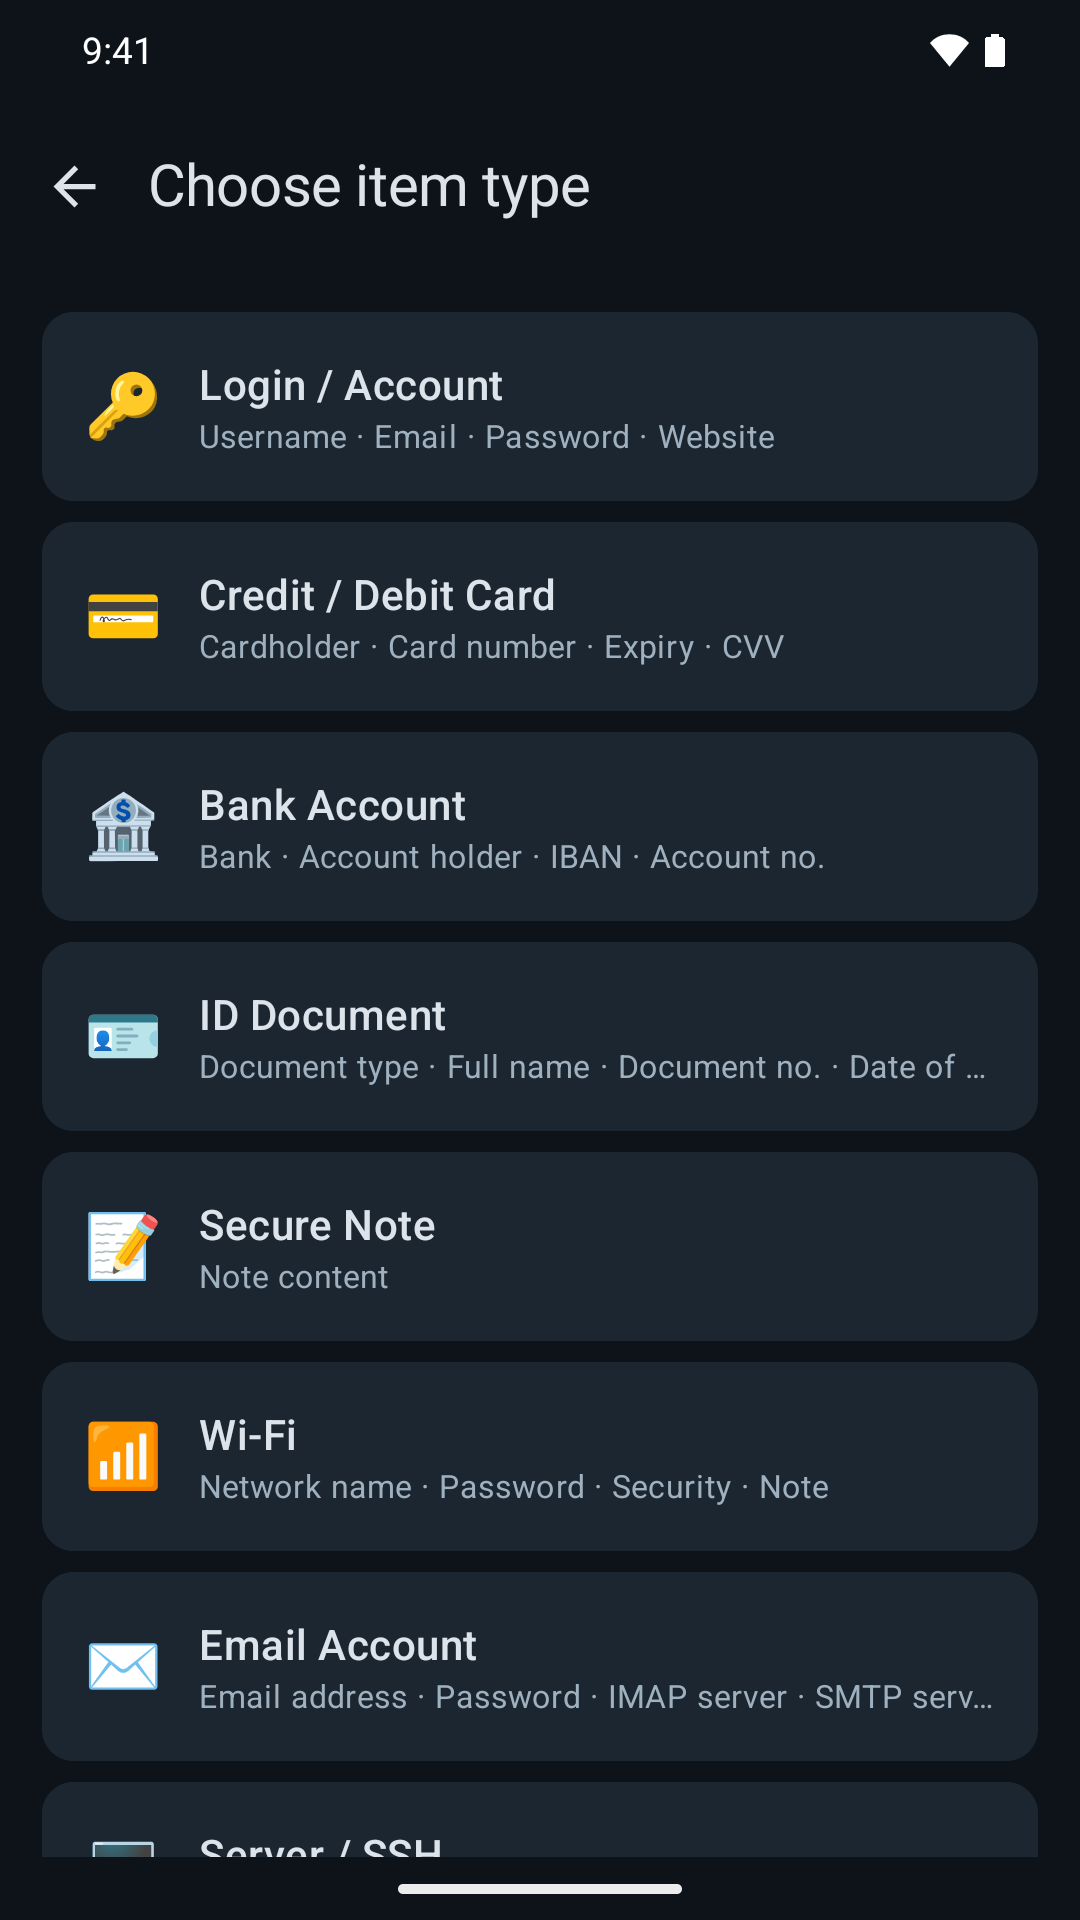 9:41
Choose item type
Login / Account
Username · Email · Password · Website
Credit / Debit Card
Cardholder · Card number · Expiry · CVV
Bank Account
Bank · Account holder · IBAN · Account no.
ID Document
Document type · Full name · Document no. · Date of …
Secure Note
Note content
Wi-Fi
Network name · Password · Security · Note
Email Account
Email address · Password · IMAP server · SMTP serv…
Server / SSH